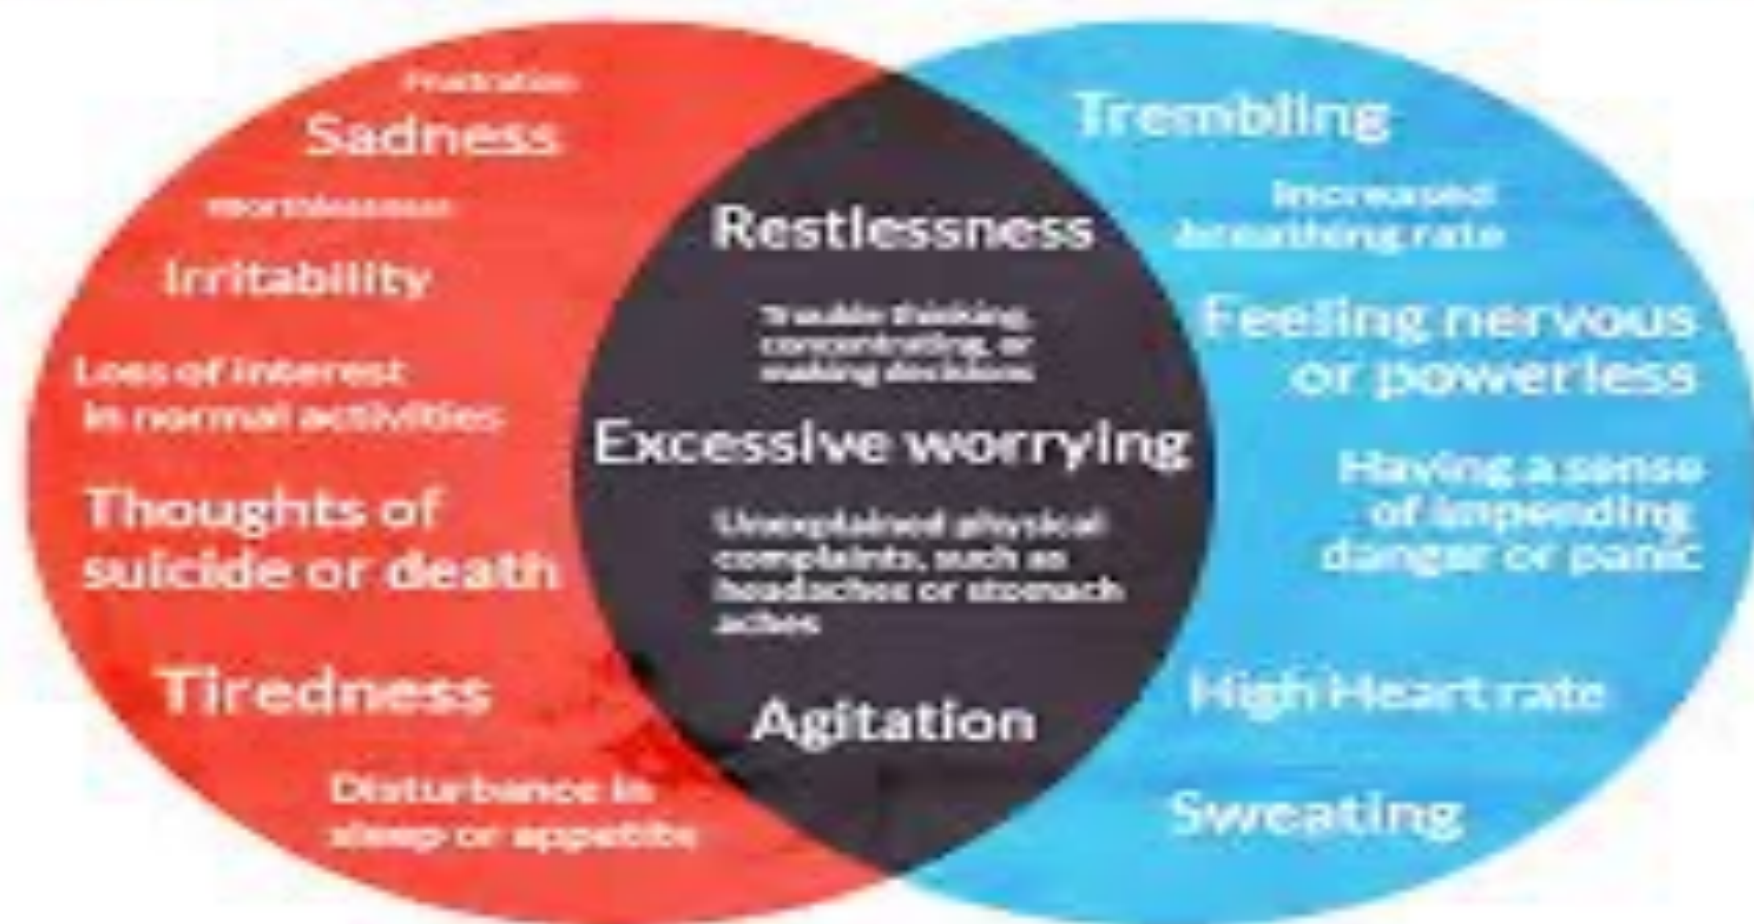 Frustration
Sadness
Worthlessness
Irritability
Loss of interest
in normal activities
Thoughts of
suicide or death
Tiredness
Disturbance in
sleep or appetite
Restlessness
Trouble thinking,
concentrating, or
making decisions
Excessive worrying
Unexplained physical
complaints, such as
headaches or stomach
aches
Agitation
Trembling
Increased
breathing rate
Feeling nervous
or powerless
Having a sense
of impending
danger or panic
High Heart rate
Sweating